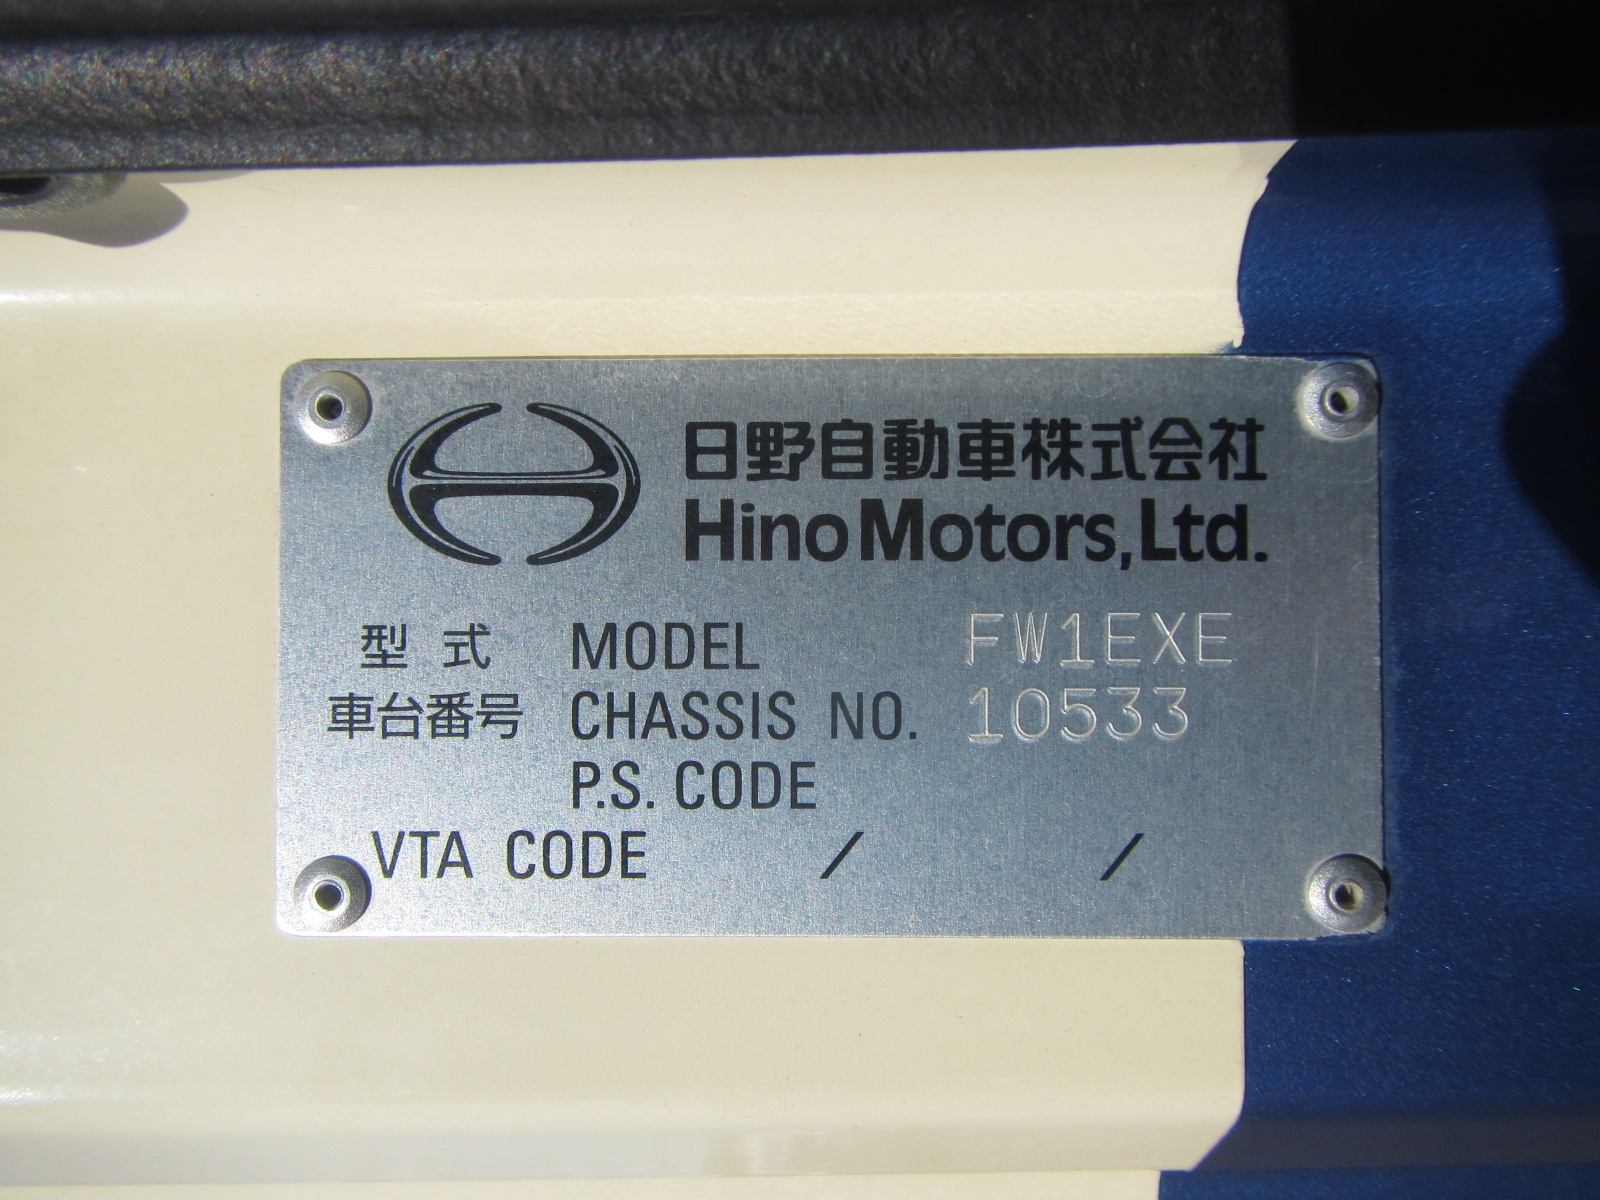 日野自動車株式会社
Hino Motors, Ltd.
型式 MODEL FW1EXE
車台番号 CHASSIS NO. 10533
P.S. CODE
VTA CODE / /